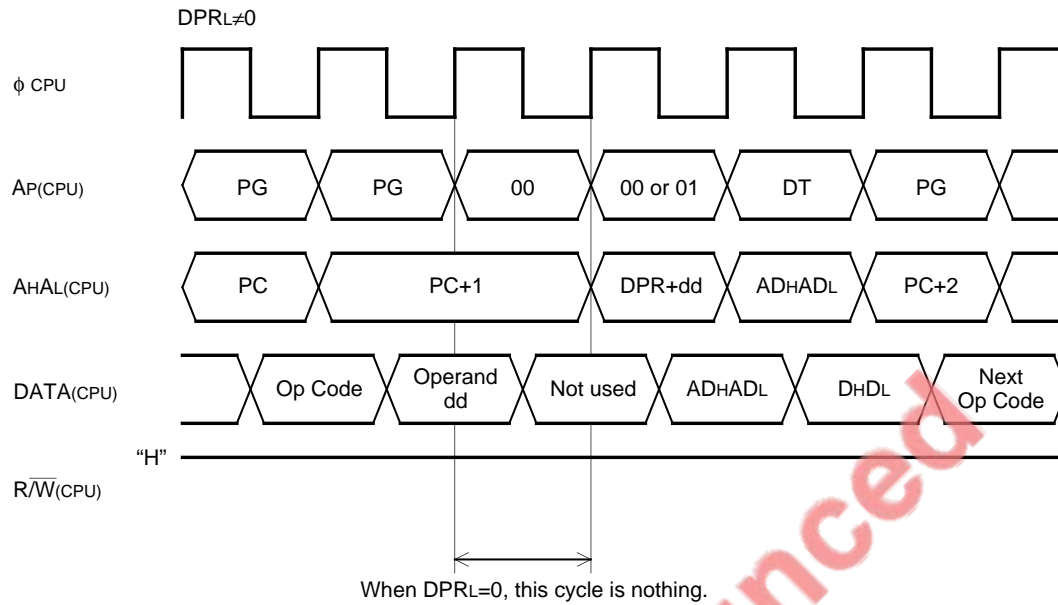 DPRL≠0
ϕ CPU
AP(CPU) PG PG 00 00 or 01 DT PG
AHAL(CPU) PC PC+1 DPR+dd ADHADL PC+2
DATA(CPU) Op Code Operand dd Not used ADHADL DHDL Next Op Code
“H”
R/W̅(CPU)
When DPRL=0, this cycle is nothing.
nced